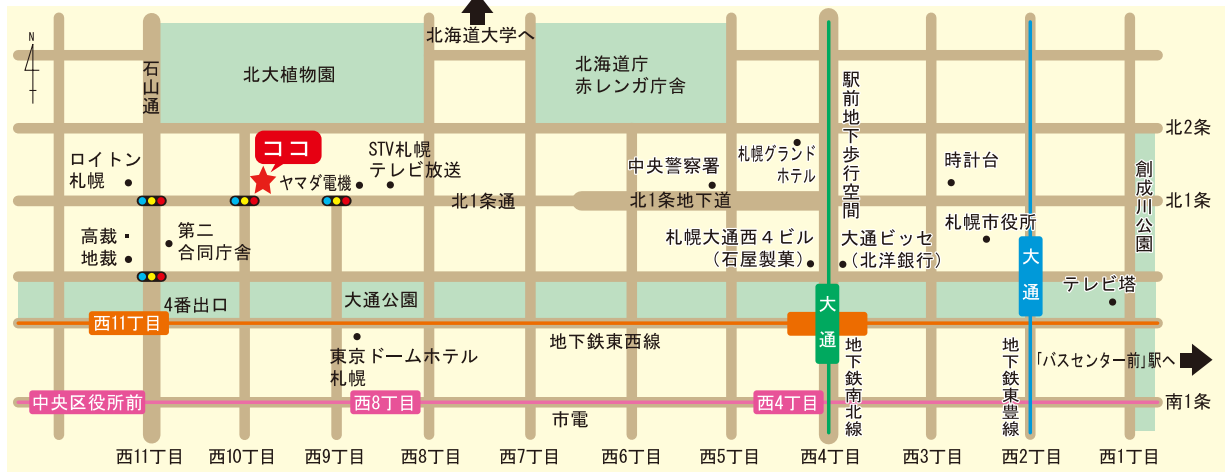 N
北海道大学へ
石山通
北大植物園
北海道庁
赤レンガ庁舎
駅前地下歩行空間
北2条
ココ
ロイトン
札幌
ヤマダ電機
STV札幌
テレビ放送
中央警察署
札幌グランド
ホテル
時計台
創成川公園
北1条通
北1条地下道
北1条
高裁・
地裁
第二
合同庁舎
札幌大通西4ビル
(石屋製菓)
大通ビッセ
(北洋銀行)
札幌市役所
大通
テレビ塔
4番出口
大通公園
西11丁目
大通
東京ドームホテル
札幌
地下鉄東西線
地下鉄南北線
地下鉄東豊線
「バスセンター前」駅へ
中央区役所前
西8丁目
西4丁目
市電
南1条
西11丁目
西10丁目
西9丁目
西8丁目
西7丁目
西6丁目
西5丁目
西4丁目
西3丁目
西2丁目
西1丁目